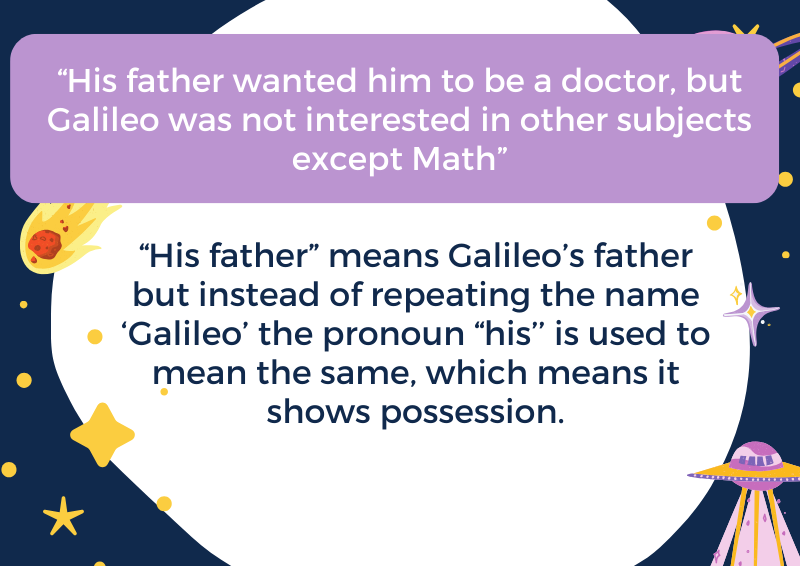 “His father wanted him to be a doctor, but
Galileo was not interested in other subjects
except Math”
“His father” means Galileo’s father
but instead of repeating the name
‘Galileo’ the pronoun “his’’ is used to
mean the same, which means it
shows possession.